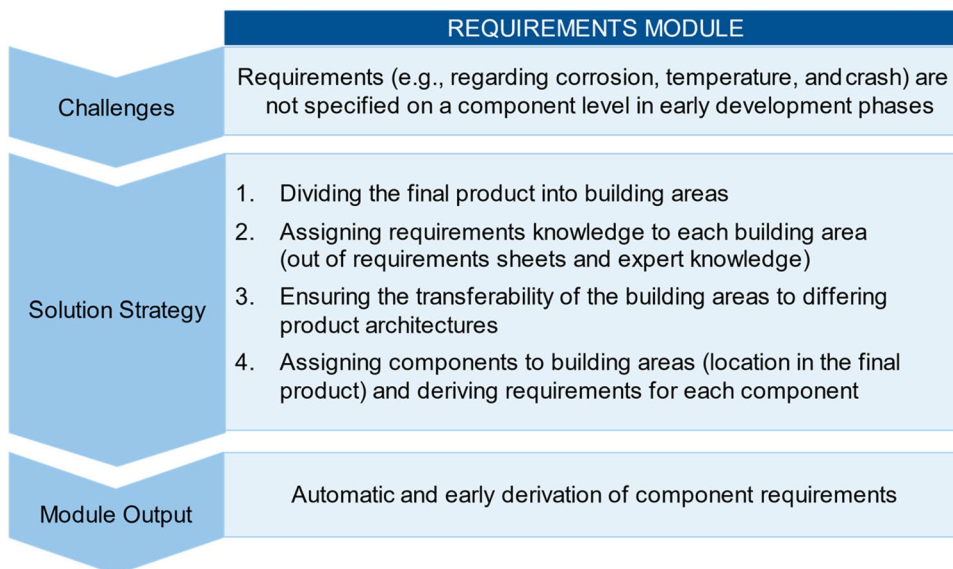 REQUIREMENTS MODULE
Challenges
Requirements (e.g., regarding corrosion, temperature, and crash) are
not specified on a component level in early development phases
Solution Strategy
1. Dividing the final product into building areas
2. Assigning requirements knowledge to each building area
(out of requirements sheets and expert knowledge)
3. Ensuring the transferability of the building areas to differing
product architectures
4. Assigning components to building areas (location in the final
product) and deriving requirements for each component
Module Output
Automatic and early derivation of component requirements